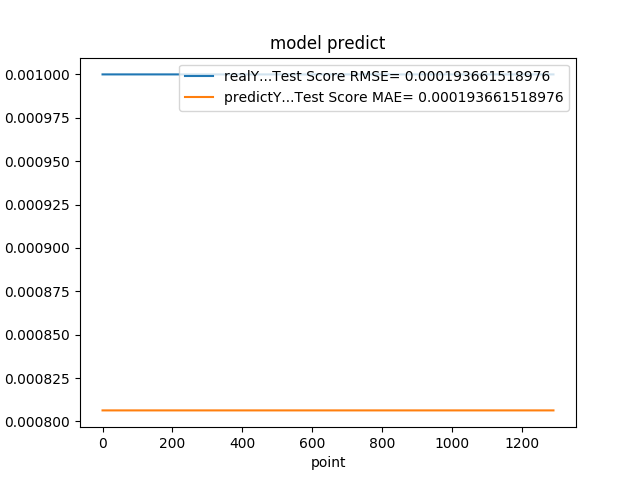 model predict
realY...Test Score RMSE= 0.000193661518976
predictY...Test Score MAE= 0.000193661518976
0.001000
0.000975
0.000950
0.000925
0.000900
0.000875
0.000850
0.000825
0.000800
0 200 400 600 800 1000 1200
point